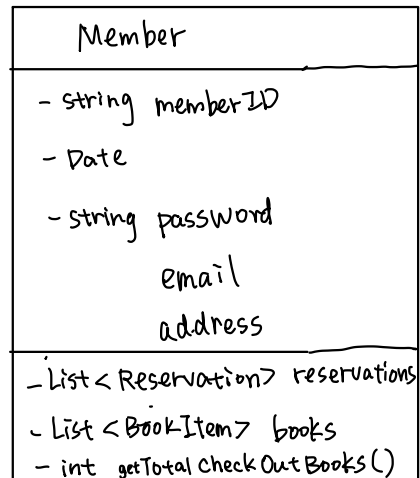 Member
- string memberID
- Date
- string password
email
address
- List <Reservation> reservations
- List <BookItem> books
- int getTotalCheckOutBooks()